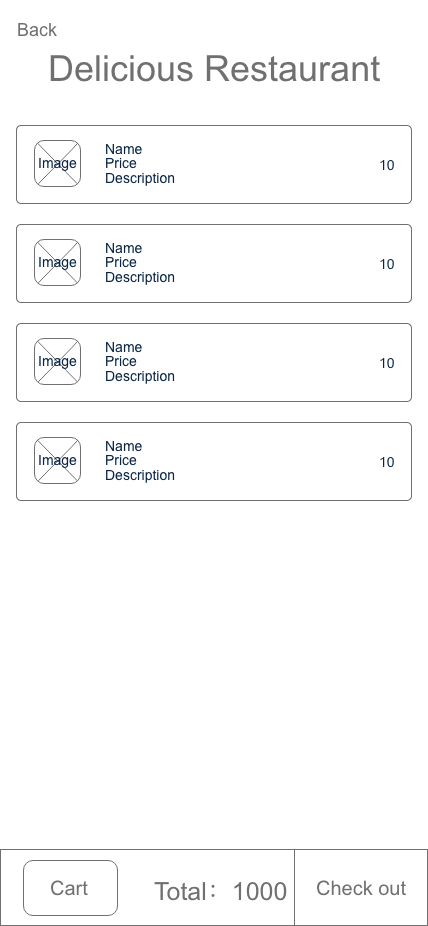 Back
Delicious Restaurant
Image
Name
Price
Description
10
Image
Name
Price
Description
10
Image
Name
Price
Description
10
Image
Name
Price
Description
10
Cart
Total：1000
Check out